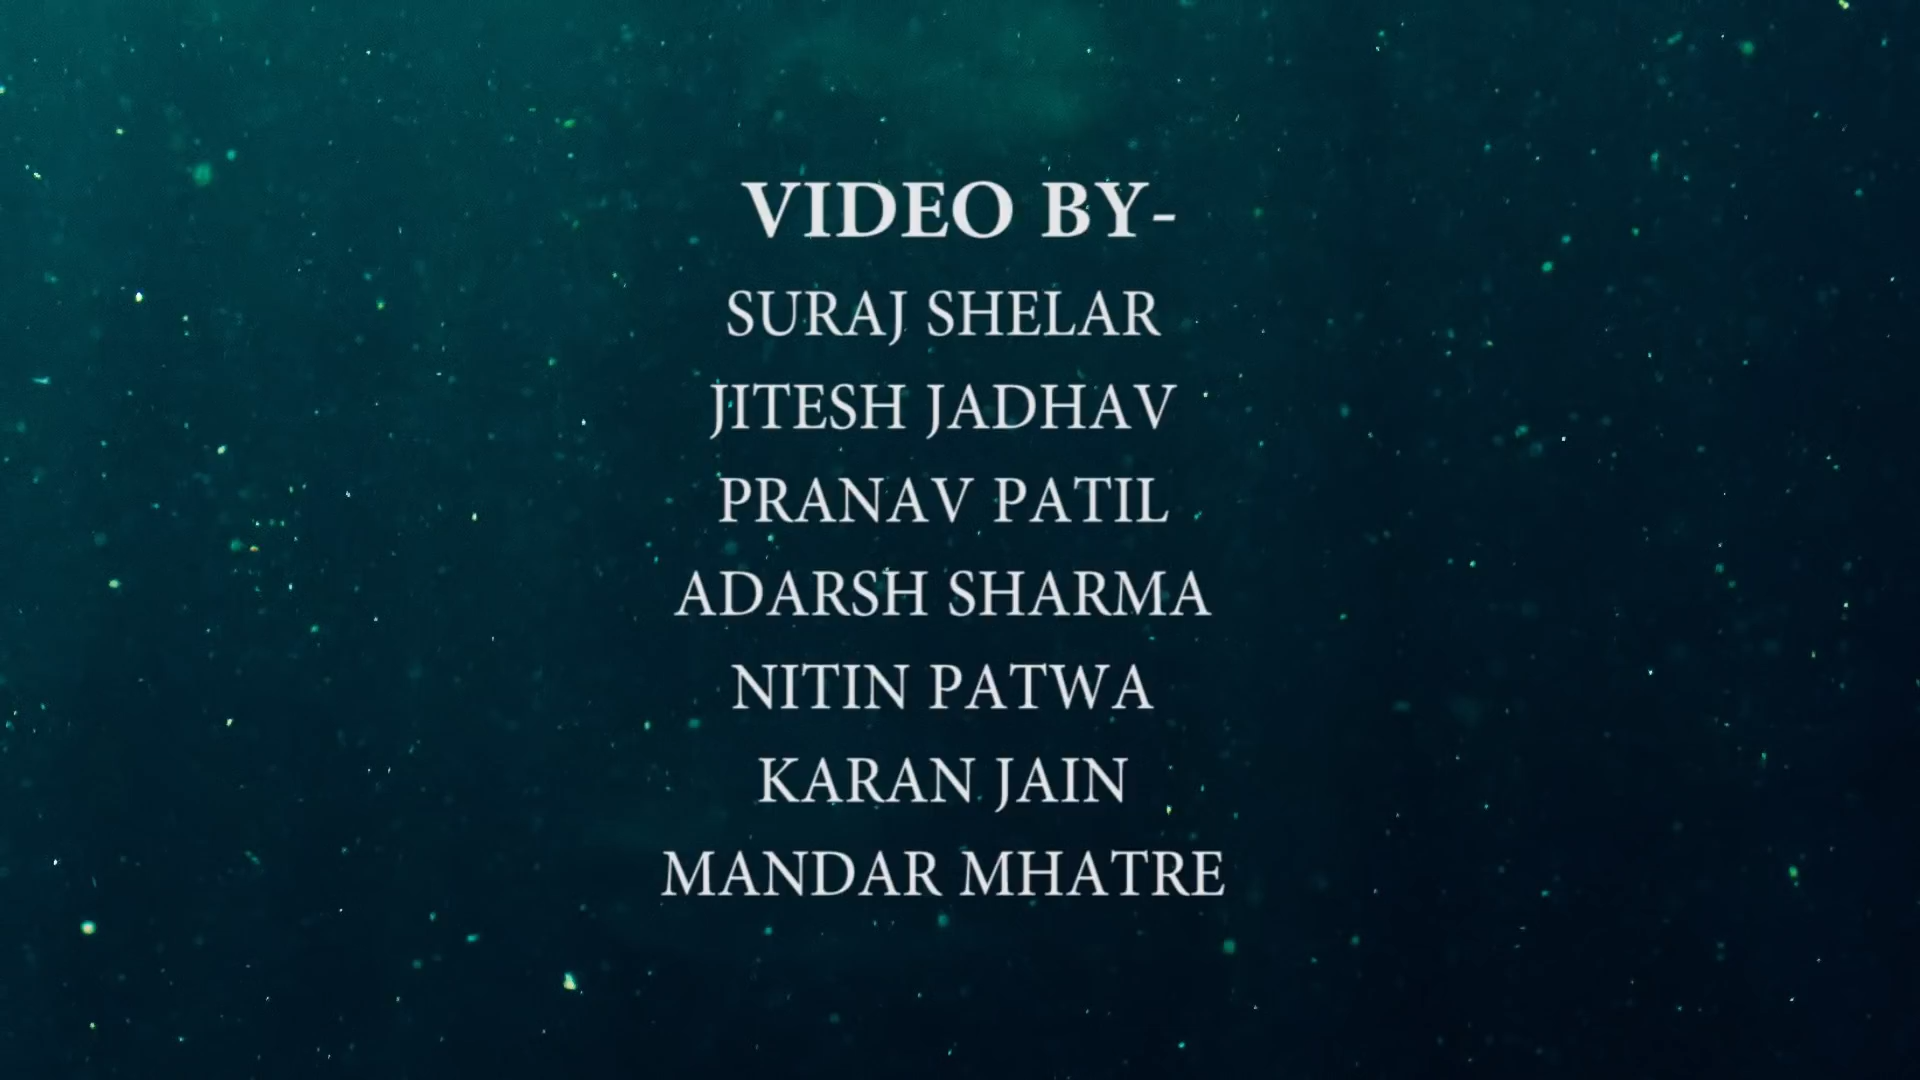 VIDEO BY-
SURAJ SHELAR
JITESH JADHAV
PRANAV PATIL
ADARSH SHARMA
NITIN PATWA
KARAN JAIN
MANDAR MHATRE